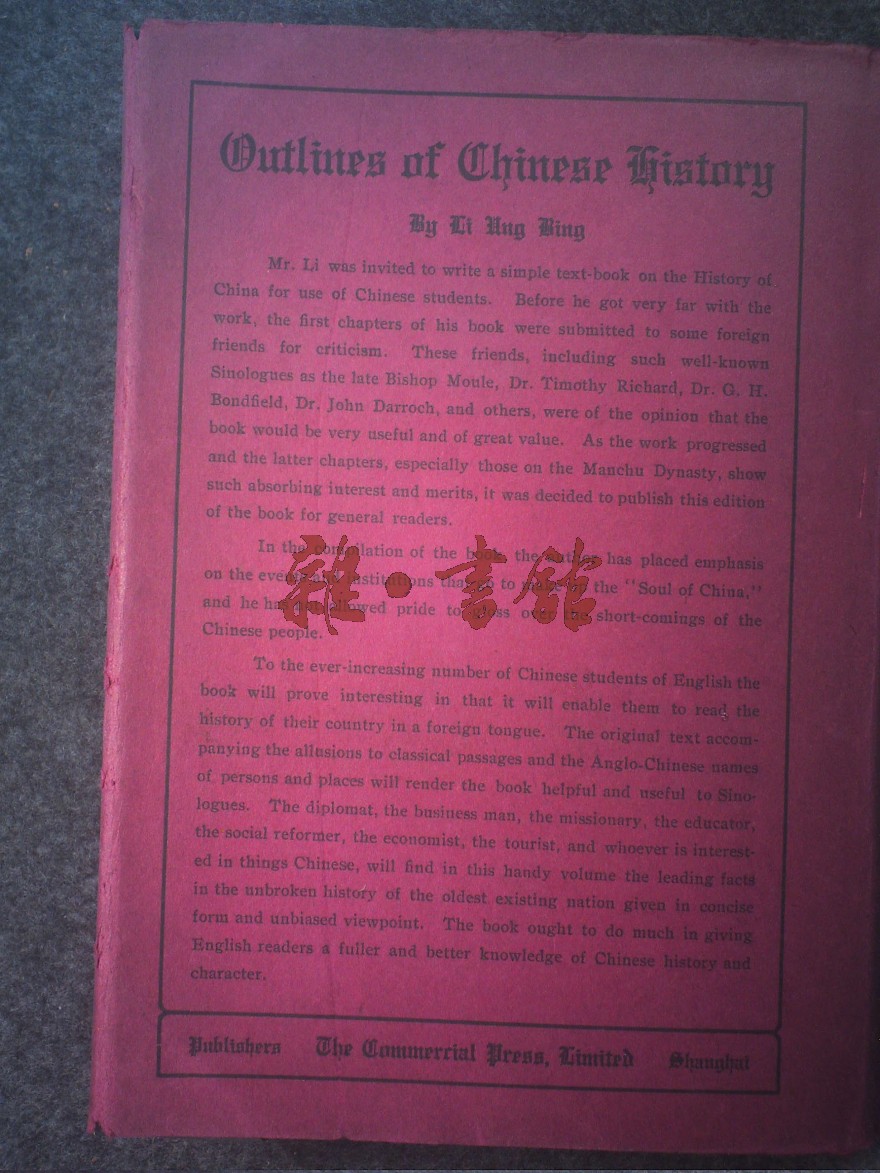 Outlines of Chinese History
By Li Ung Bing
Mr. Li was invited to write a simple text-book on the History of
China for use of Chinese students. Before he got very far with the
work, the first chapters of his book were submitted to some foreign
friends for criticism. These friends, including such well-known
Sinologues as the late Bishop Moule, Dr. Timothy Richard, Dr. G. H.
Bondfield, Dr. John Darroch, and others, were of the opinion that the
book would be very useful and of great value. As the work progressed
and the latter chapters, especially those on the Manchu Dynasty, show
such absorbing interest and merits, it was decided to publish this edition
of the book for general readers.
In the compilation of the book, the author has placed emphasis
on the events and institutions that go to make up the "Soul of China,"
and he has not allowed pride to gloss over the short-comings of the
Chinese people.
雜·書館
To the ever-increasing number of Chinese students of English the
book will prove interesting in that it will enable them to read the
history of their country in a foreign tongue. The original text accom-
panying the allusions to classical passages and the Anglo-Chinese names
of persons and places will render the book helpful and useful to Sino-
logues. The diplomat, the business man, the missionary, the educator,
the social reformer, the economist, the tourist, and whoever is interest-
ed in things Chinese, will find in this handy volume the leading facts
in the unbroken history of the oldest existing nation given in concise
form and unbiased viewpoint. The book ought to do much in giving
English readers a fuller and better knowledge of Chinese history and
character.
Publishers The Commercial Press, Limited Shanghai